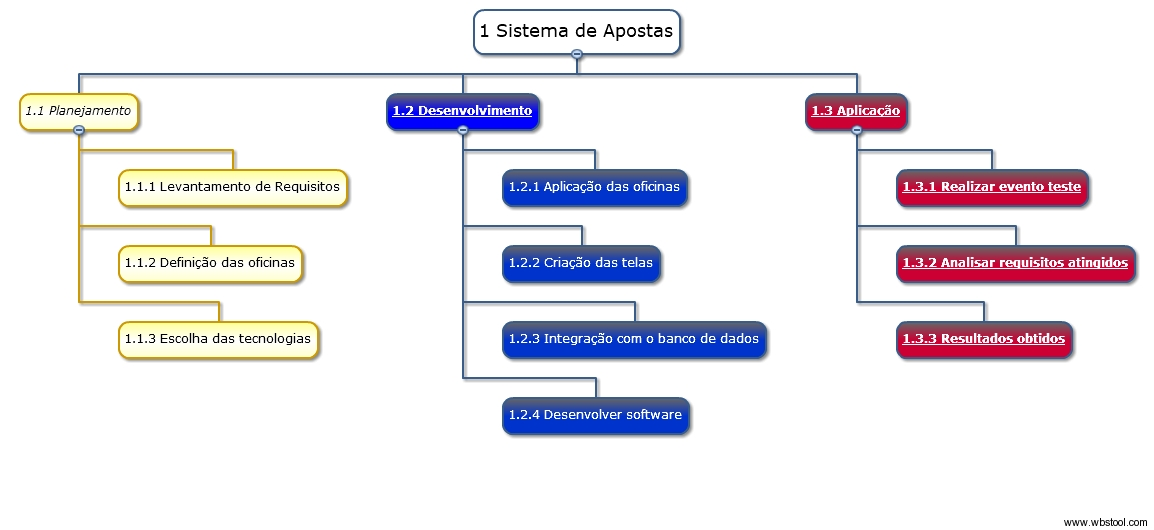 1 Sistema de Apostas
1.1 Planejamento
1.1.1 Levantamento de Requisitos
1.1.2 Definição das oficinas
1.1.3 Escolha das tecnologias
1.2 Desenvolvimento
1.2.1 Aplicação das oficinas
1.2.2 Criação das telas
1.2.3 Integração com o banco de dados
1.2.4 Desenvolver software
1.3 Aplicação
1.3.1 Realizar evento teste
1.3.2 Analisar requisitos atingidos
1.3.3 Resultados obtidos
www.wbstool.com